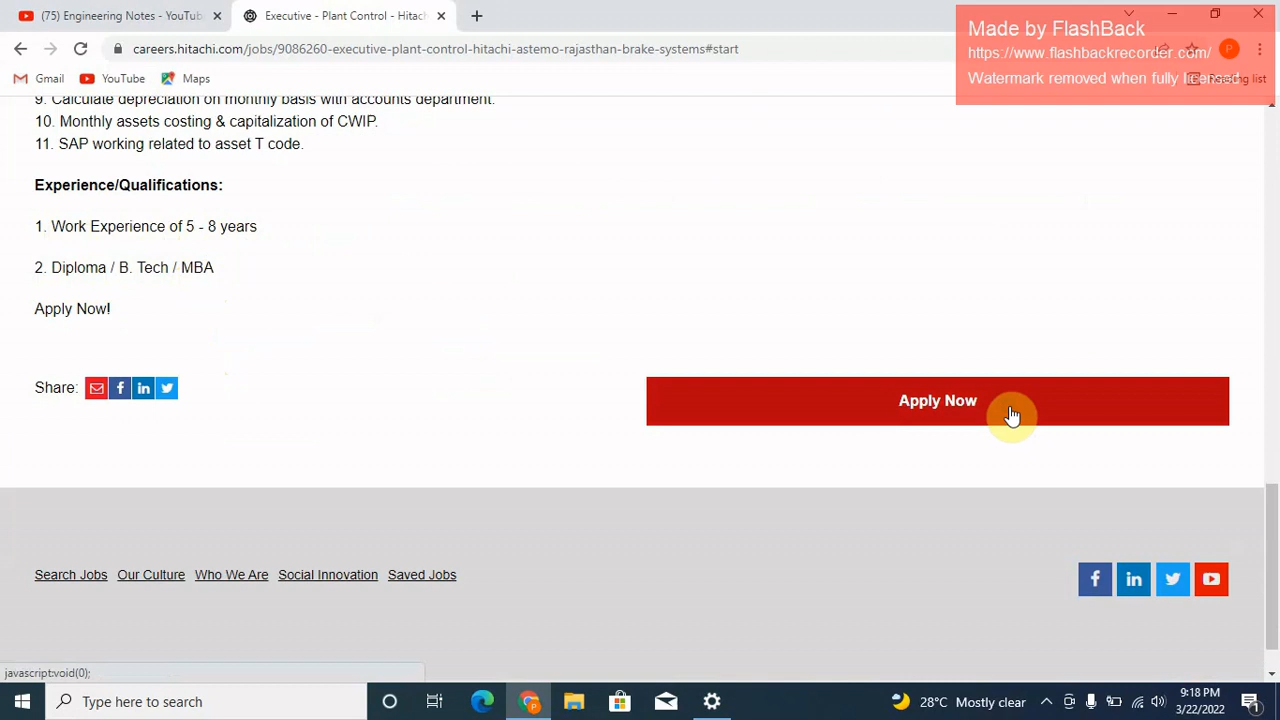 (75) Engineering Notes - YouTu
Executive - Plant Control - Hitach
Made by FlashBack
https://www.flashbackrecorder.com/
Watermark removed when fully licensed
careers.hitachi.com/jobs/9086260-executive-plant-control-hitachi-astemo-rajasthan-brake-systems#start
P
Gmail
YouTube
Maps
Reading list
9. Calculate depreciation on monthly basis with accounts department.
10. Monthly assets costing & capitalization of CWIP.
11. SAP working related to asset T code.
Experience/Qualifications:
1. Work Experience of 5 - 8 years
2. Diploma / B. Tech / MBA
Apply Now!
Share:
Apply Now
Search Jobs Our Culture Who We Are Social Innovation Saved Jobs
javascript:void(0);
Type here to search
28°C Mostly clear
9:18 PM
3/22/2022